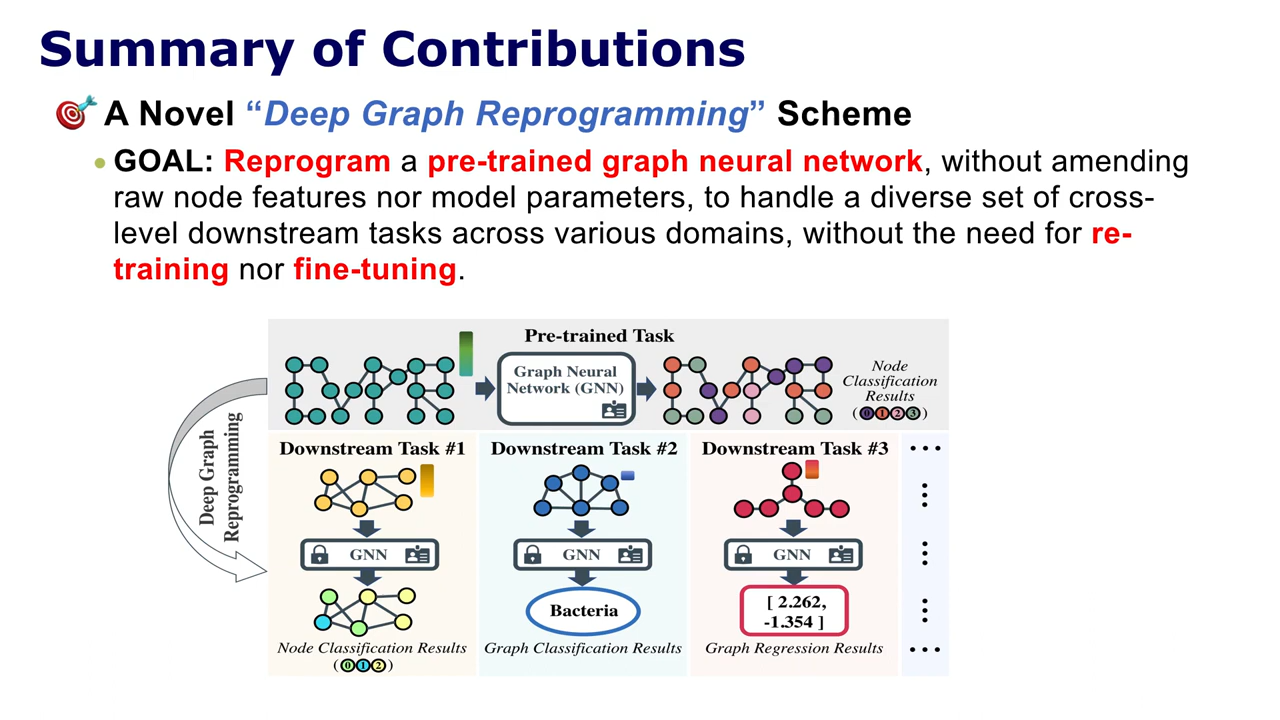 Summary of Contributions
A Novel “Deep Graph Reprogramming” Scheme
• GOAL: Reprogram a pre-trained graph neural network, without amending
raw node features nor model parameters, to handle a diverse set of cross-
level downstream tasks across various domains, without the need for re-
training nor fine-tuning.
Pre-trained Task
Graph Neural
Network (GNN)
Node
Classification
Results
(0123)
Deep Graph
Reprogramming
Downstream Task #1
Downstream Task #2
Downstream Task #3
...
GNN
GNN
GNN
Bacteria
[ 2.262,
-1.354 ]
Node Classification Results
(012)
Graph Classification Results
Graph Regression Results
...